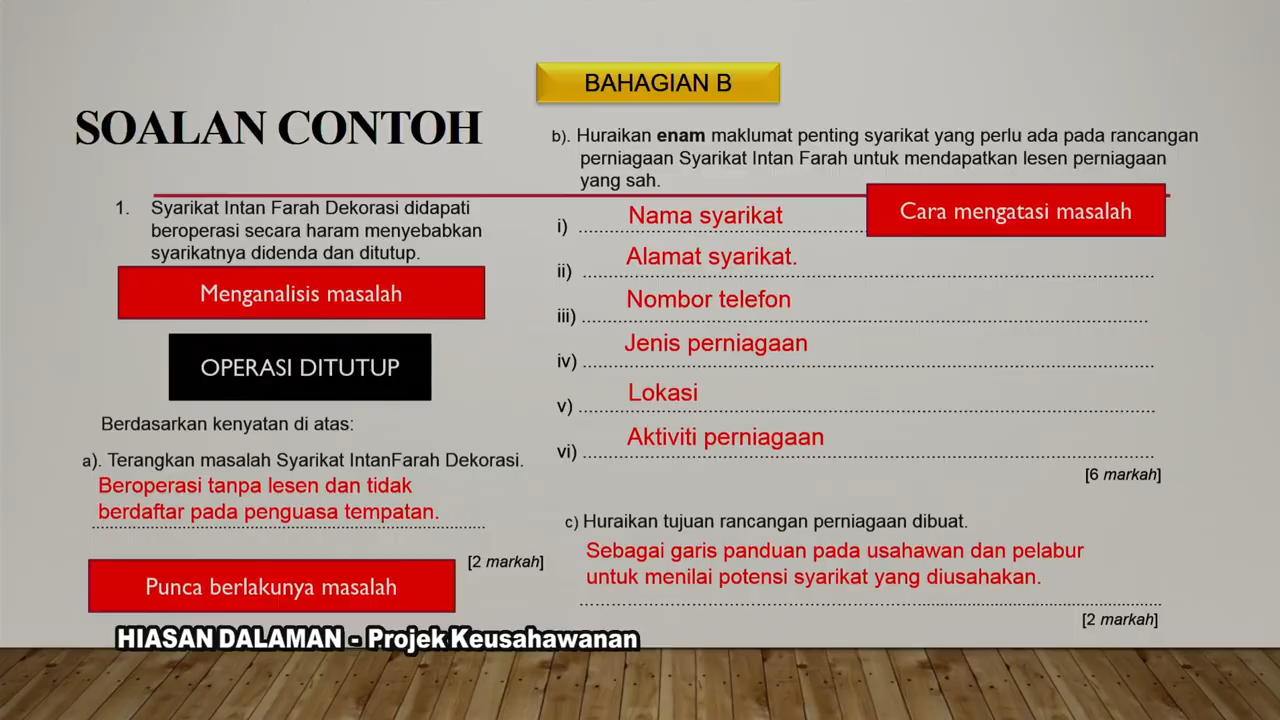 BAHAGIAN B
SOALAN CONTOH
1. Syarikat Intan Farah Dekorasi didapati
beroperasi secara haram menyebabkan
syarikatnya didenda dan ditutup.
Menganalisis masalah
OPERASI DITUTUP
Berdasarkan kenyatan di atas:
a). Terangkan masalah Syarikat IntanFarah Dekorasi.
Beroperasi tanpa lesen dan tidak
berdaftar pada penguasa tempatan.
[2 markah]
Punca berlakunya masalah
b). Huraikan enam maklumat penting syarikat yang perlu ada pada rancangan
perniagaan Syarikat Intan Farah untuk mendapatkan lesen perniagaan
yang sah.
Cara mengatasi masalah
i) Nama syarikat
ii) Alamat syarikat.
iii) Nombor telefon
iv) Jenis perniagaan
v) Lokasi
vi) Aktiviti perniagaan
[6 markah]
c) Huraikan tujuan rancangan perniagaan dibuat.
Sebagai garis panduan pada usahawan dan pelabur
untuk menilai potensi syarikat yang diusahakan.
[2 markah]
HIASAN DALAMAN - Projek Keusahawanan